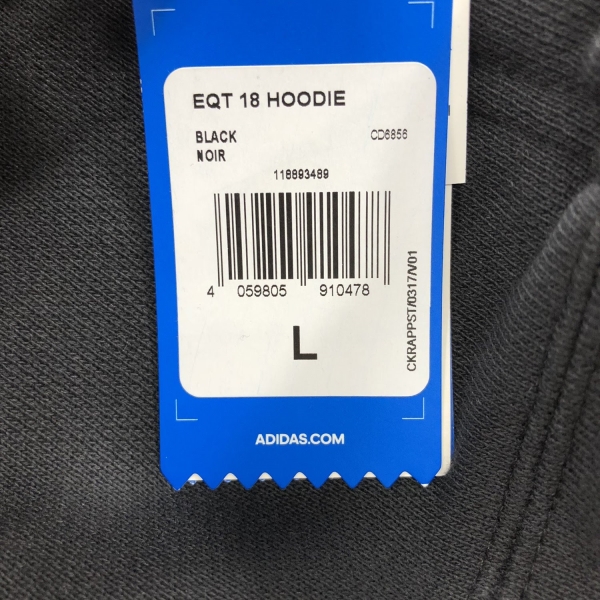 EQT 18 HOODIE
BLACK CD6856
NOIR
118893489
4 059805 910478
L
CKRAPPST/0317/V01
ADIDAS.COM